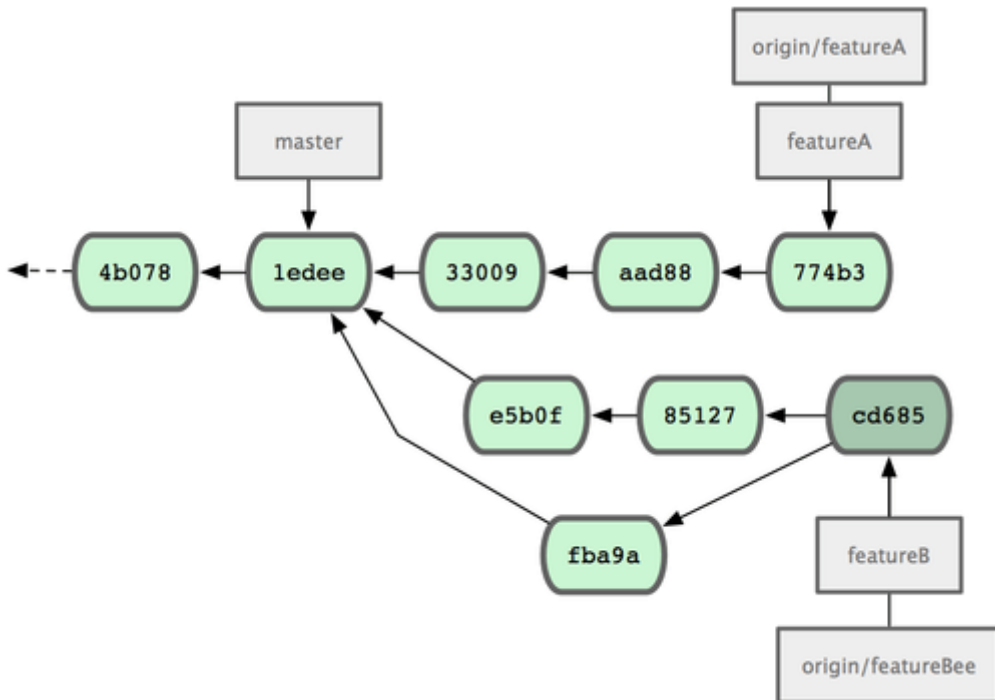 origin/featureA
master
featureA
4b078
1edee
33009
aad88
774b3
e5b0f
85127
cd685
fba9a
featureB
origin/featureBee